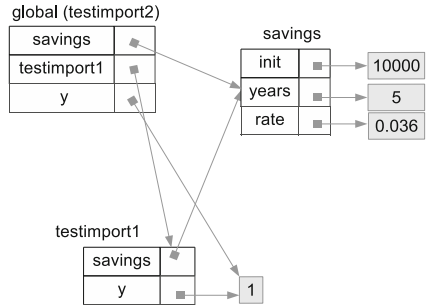 global (testimport2)
savings
testimport1
y
savings
init
10000
years
5
rate
0.036
testimport1
savings
y
1